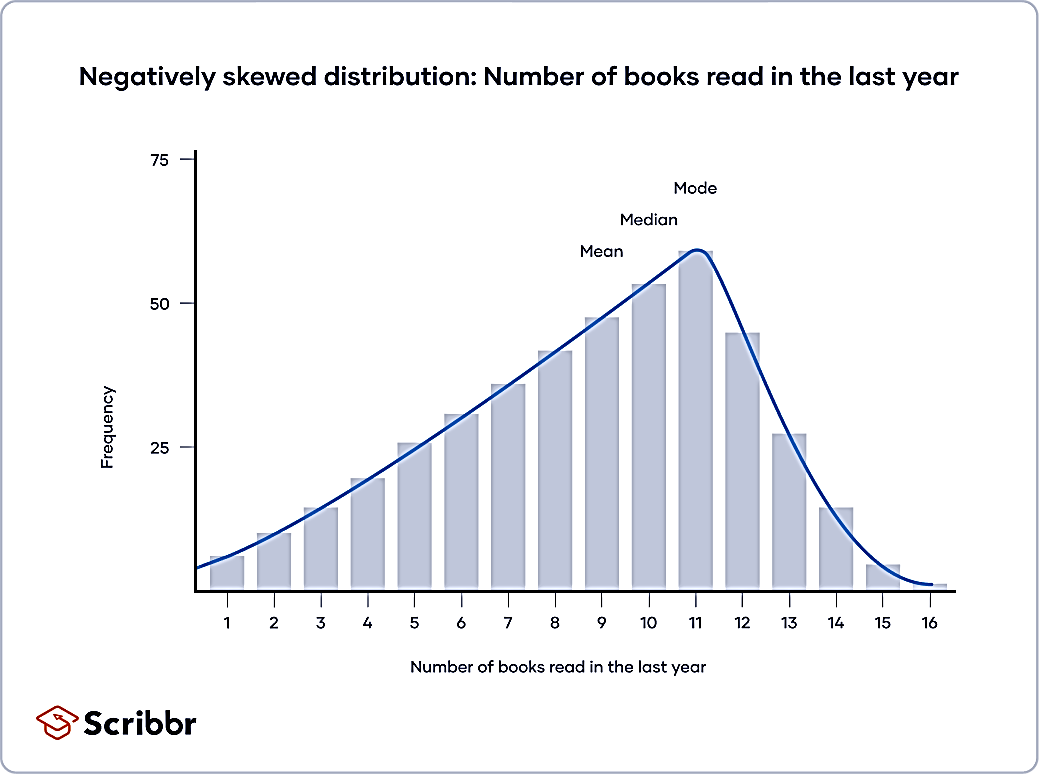 Negatively skewed distribution: Number of books read in the last year
75
Mode
Median
Mean
50
Frequency
25
1 2 3 4 5 6 7 8 9 10 11 12 13 14 15 16
Number of books read in the last year
Scribbr